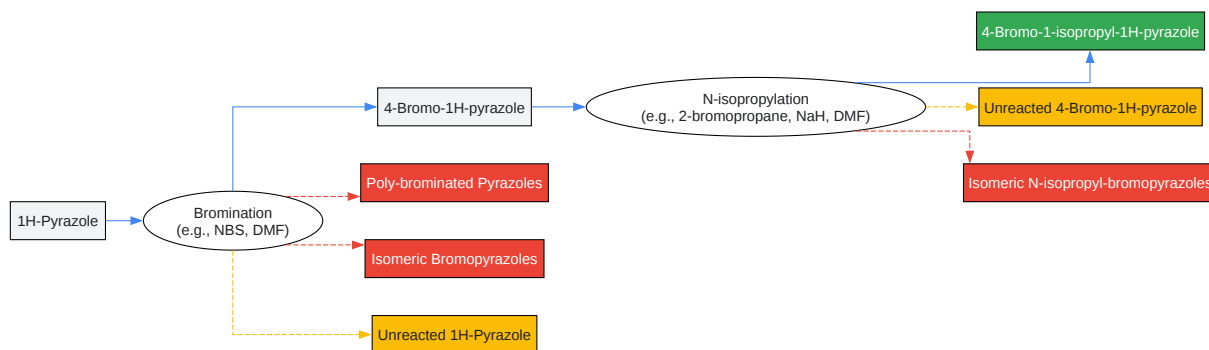 4-Bromo-1-isopropyl-1H-pyrazole
N-isopropylation
(e.g., 2-bromopropane, NaH, DMF)
4-Bromo-1H-pyrazole
Unreacted 4-Bromo-1H-pyrazole
Poly-brominated Pyrazoles
Isomeric N-isopropyl-bromopyrazoles
1H-Pyrazole
Bromination
(e.g., NBS, DMF)
Isomeric Bromopyrazoles
Unreacted 1H-Pyrazole